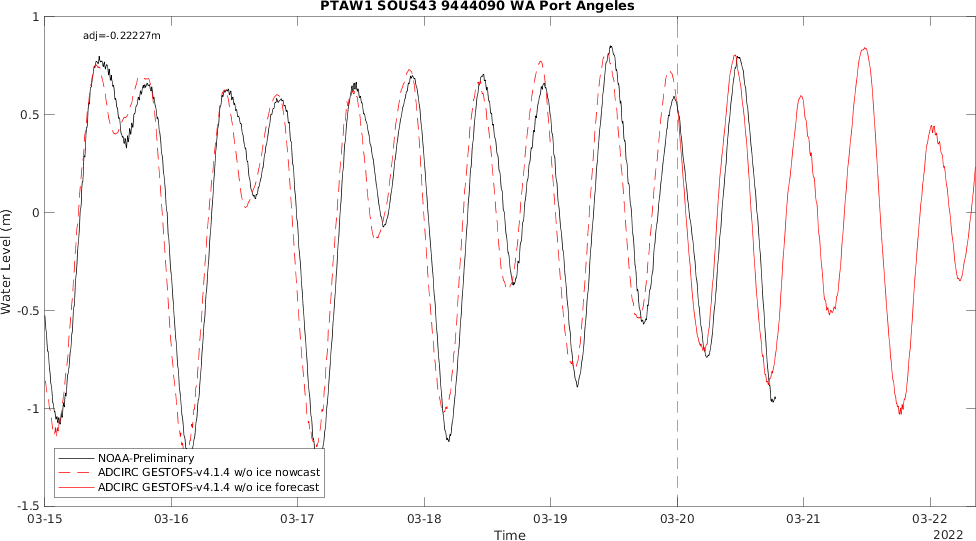 PTAW1 SOUS43 9444090 WA Port Angeles
adj=-0.22227m
1
0.5
0
-0.5
-1
-1.5
Water Level (m)
NOAA-Preliminary
ADCIRC GESTOFS-v4.1.4 w/o ice nowcast
ADCIRC GESTOFS-v4.1.4 w/o ice forecast
03-15 03-16 03-17 03-18 03-19 03-20 03-21 03-22
Time
2022